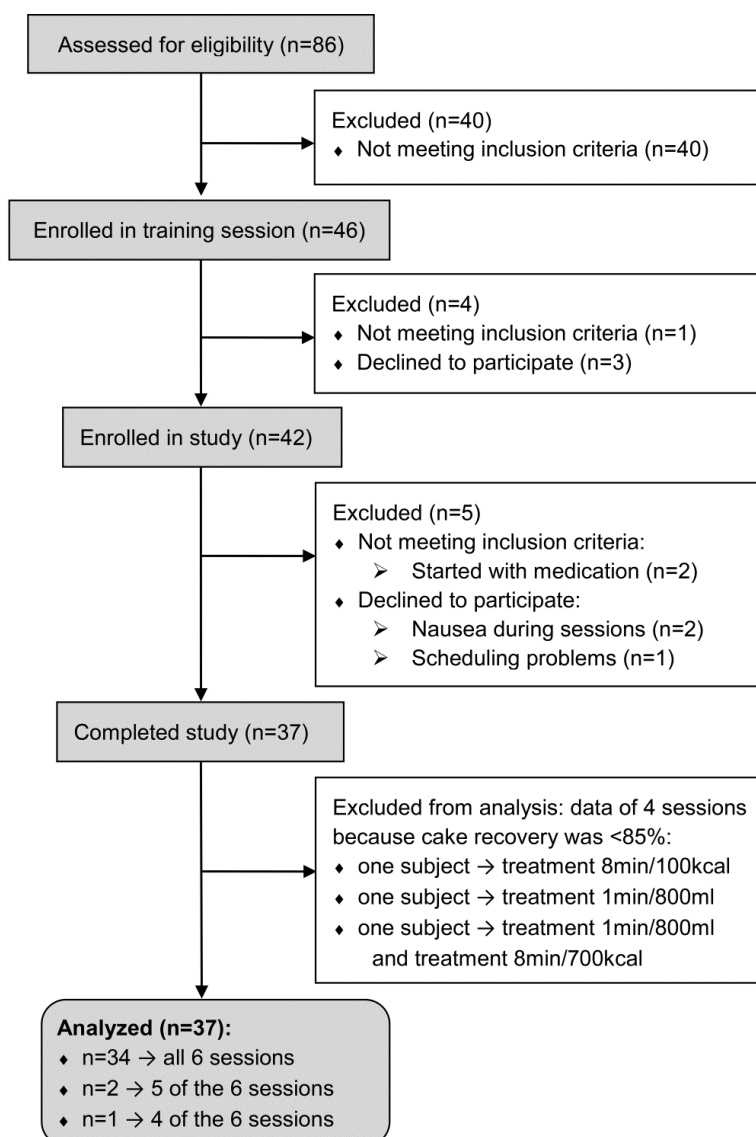 Assessed for eligibility (n=86)
Excluded (n=40)
♦ Not meeting inclusion criteria (n=40)
Enrolled in training session (n=46)
Excluded (n=4)
♦ Not meeting inclusion criteria (n=1)
♦ Declined to participate (n=3)
Enrolled in study (n=42)
Excluded (n=5)
♦ Not meeting inclusion criteria:
➢ Started with medication (n=2)
♦ Declined to participate:
➢ Nausea during sessions (n=2)
➢ Scheduling problems (n=1)
Completed study (n=37)
Excluded from analysis: data of 4 sessions
because cake recovery was <85%:
♦ one subject → treatment 8min/100kcal
♦ one subject → treatment 1min/800ml
♦ one subject → treatment 1min/800ml
and treatment 8min/700kcal
Analyzed (n=37):
♦ n=34 → all 6 sessions
♦ n=2 → 5 of the 6 sessions
♦ n=1 → 4 of the 6 sessions